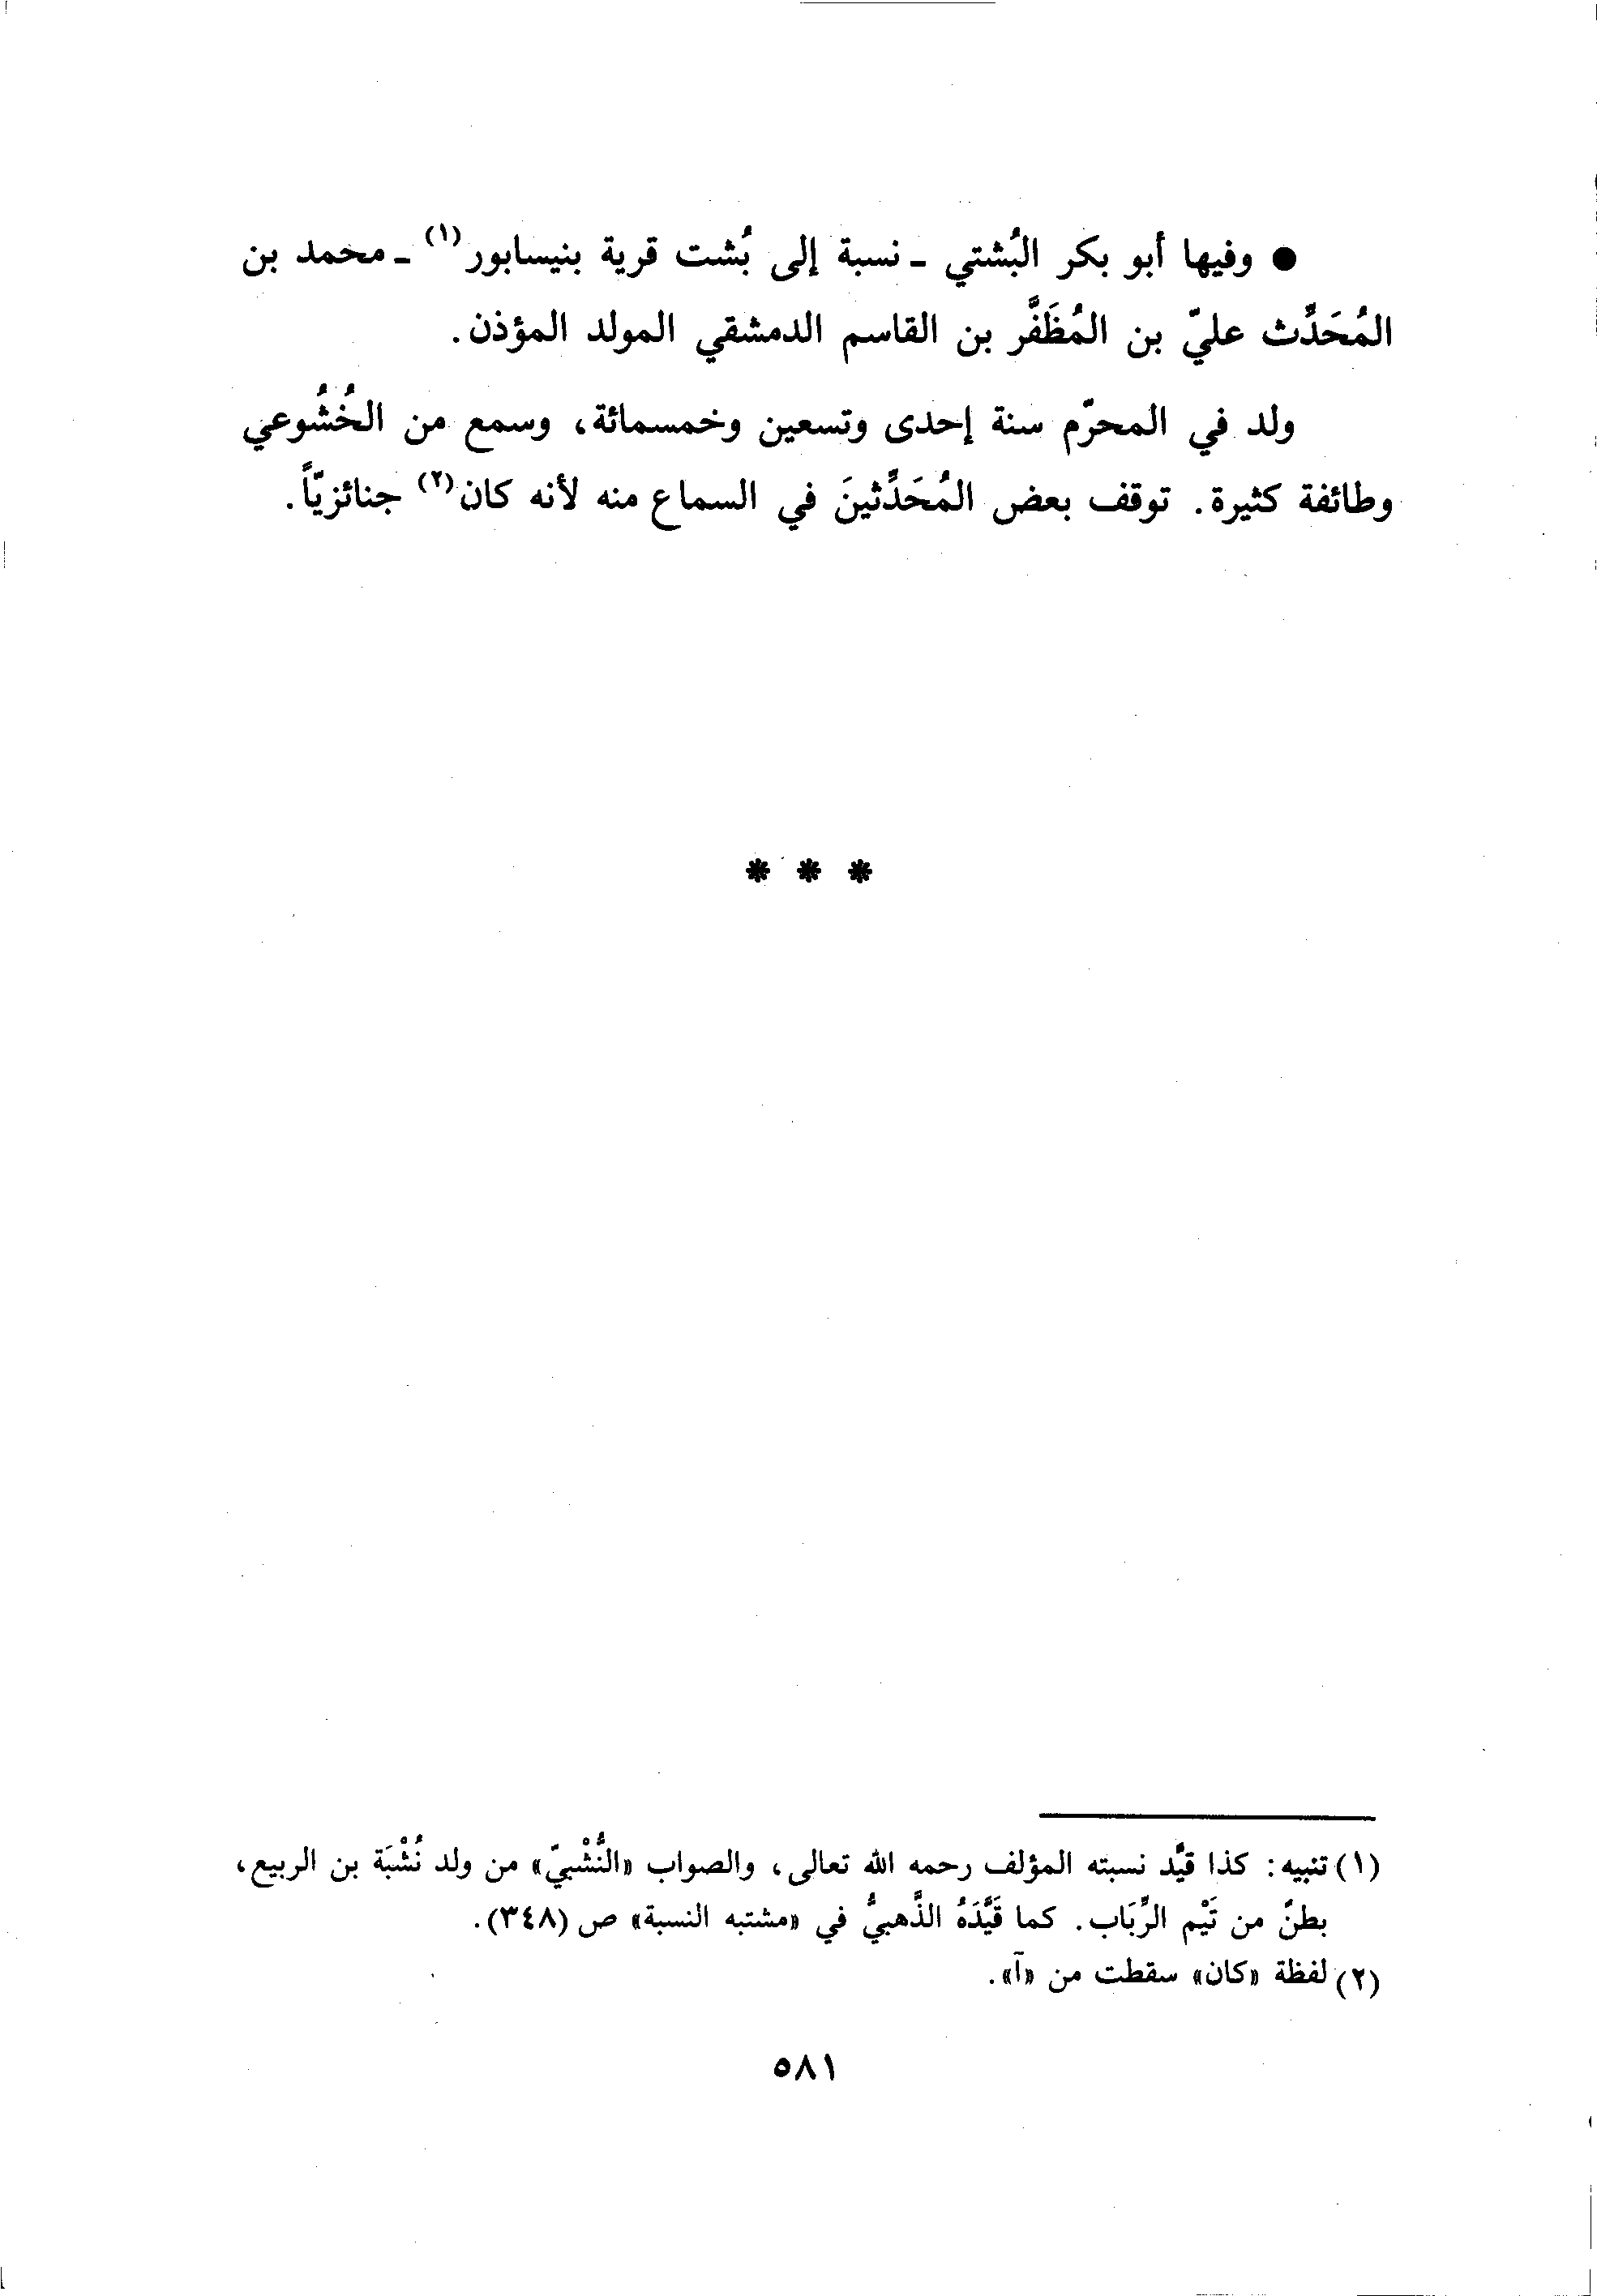 ● وفيها أبو بكر البُشتي ـ نسبة إلى بُشت قرية بنيسابور(١) ـ محمد بن
المُحَدِّث عليّ بن المُظَفَّر بن القاسم الدمشقي المولد المؤذن.
ولد في المحرّم سنة إحدى وتسعين وخمسمائة، وسمع من الخُشُوعي
وطائفة كثيرة. توقف بعض المُحَدِّثينَ في السماع منه لأنه كان(٢) جنائزيّاً.
* * *
(١) تنبيه: كذا قيَّد نسبته المؤلف رحمه الله تعالى، والصواب «النُّشْبيّ» من ولد نُشْبَة بن الربيع،
بطنٌ من تَيْم الرِّبَاب. كما قَيَّدَهُ الذَّهبيُّ في «مشتبه النسبة» ص (٣٤٨).
(٢) لفظة «كان» سقطت من «آ».
٥٨١